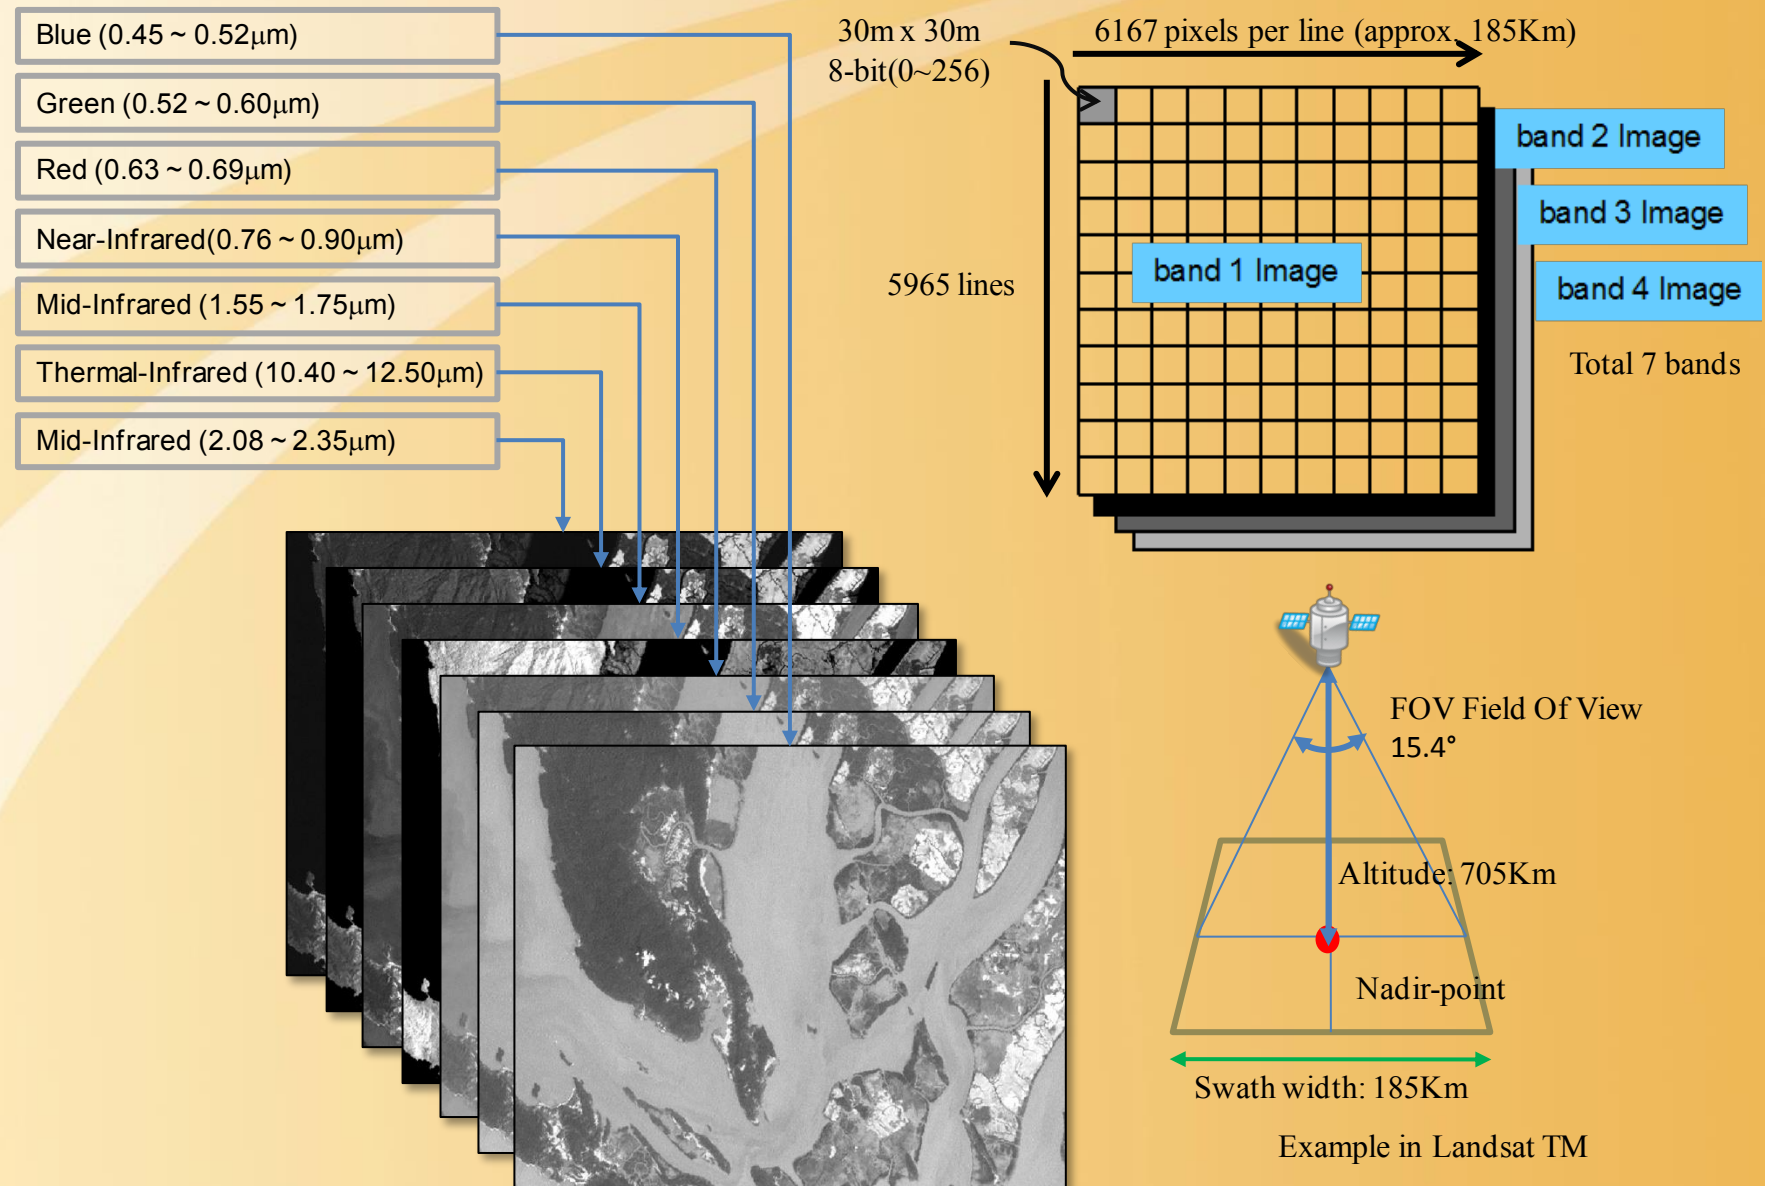 Blue (0.45 ~ 0.52μm)
Green (0.52 ~ 0.60μm)
Red (0.63 ~ 0.69μm)
Near-Infrared(0.76 ~ 0.90μm)
Mid-Infrared (1.55 ~ 1.75μm)
Thermal-Infrared (10.40 ~ 12.50μm)
Mid-Infrared (2.08 ~ 2.35μm)
30m x 30m
8-bit(0~256)
6167 pixels per line (approx. 185Km)
5965 lines
band 1 Image
band 2 Image
band 3 Image
band 4 Image
Total 7 bands
FOV Field Of View
15.4°
Altitude: 705Km
Nadir-point
Swath width: 185Km
Example in Landsat TM